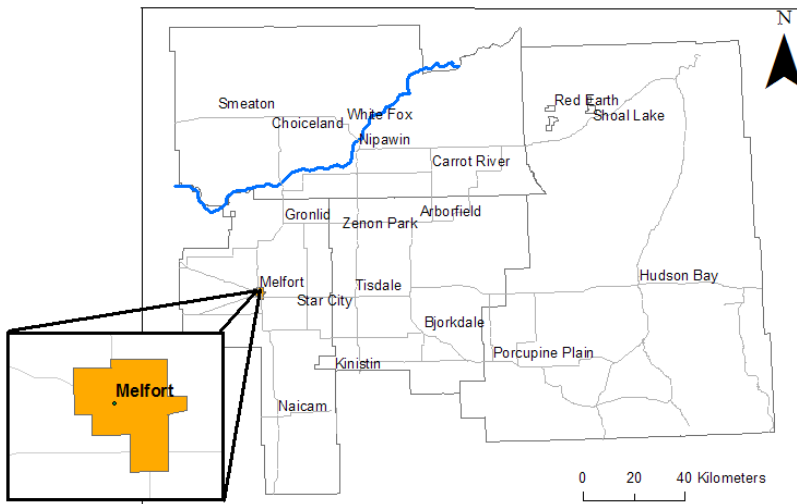 N
Smeaton
White Fox
Choiceland
Nipawin
Red Earth
Shoal Lake
Carrot River
Gronlid
Zenon Park
Arborfield
Melfort
Star City
Tisdale
Hudson Bay
Bjorkdale
Kinistin
Porcupine Plain
Naicam
Melfort
0 20 40 Kilometers